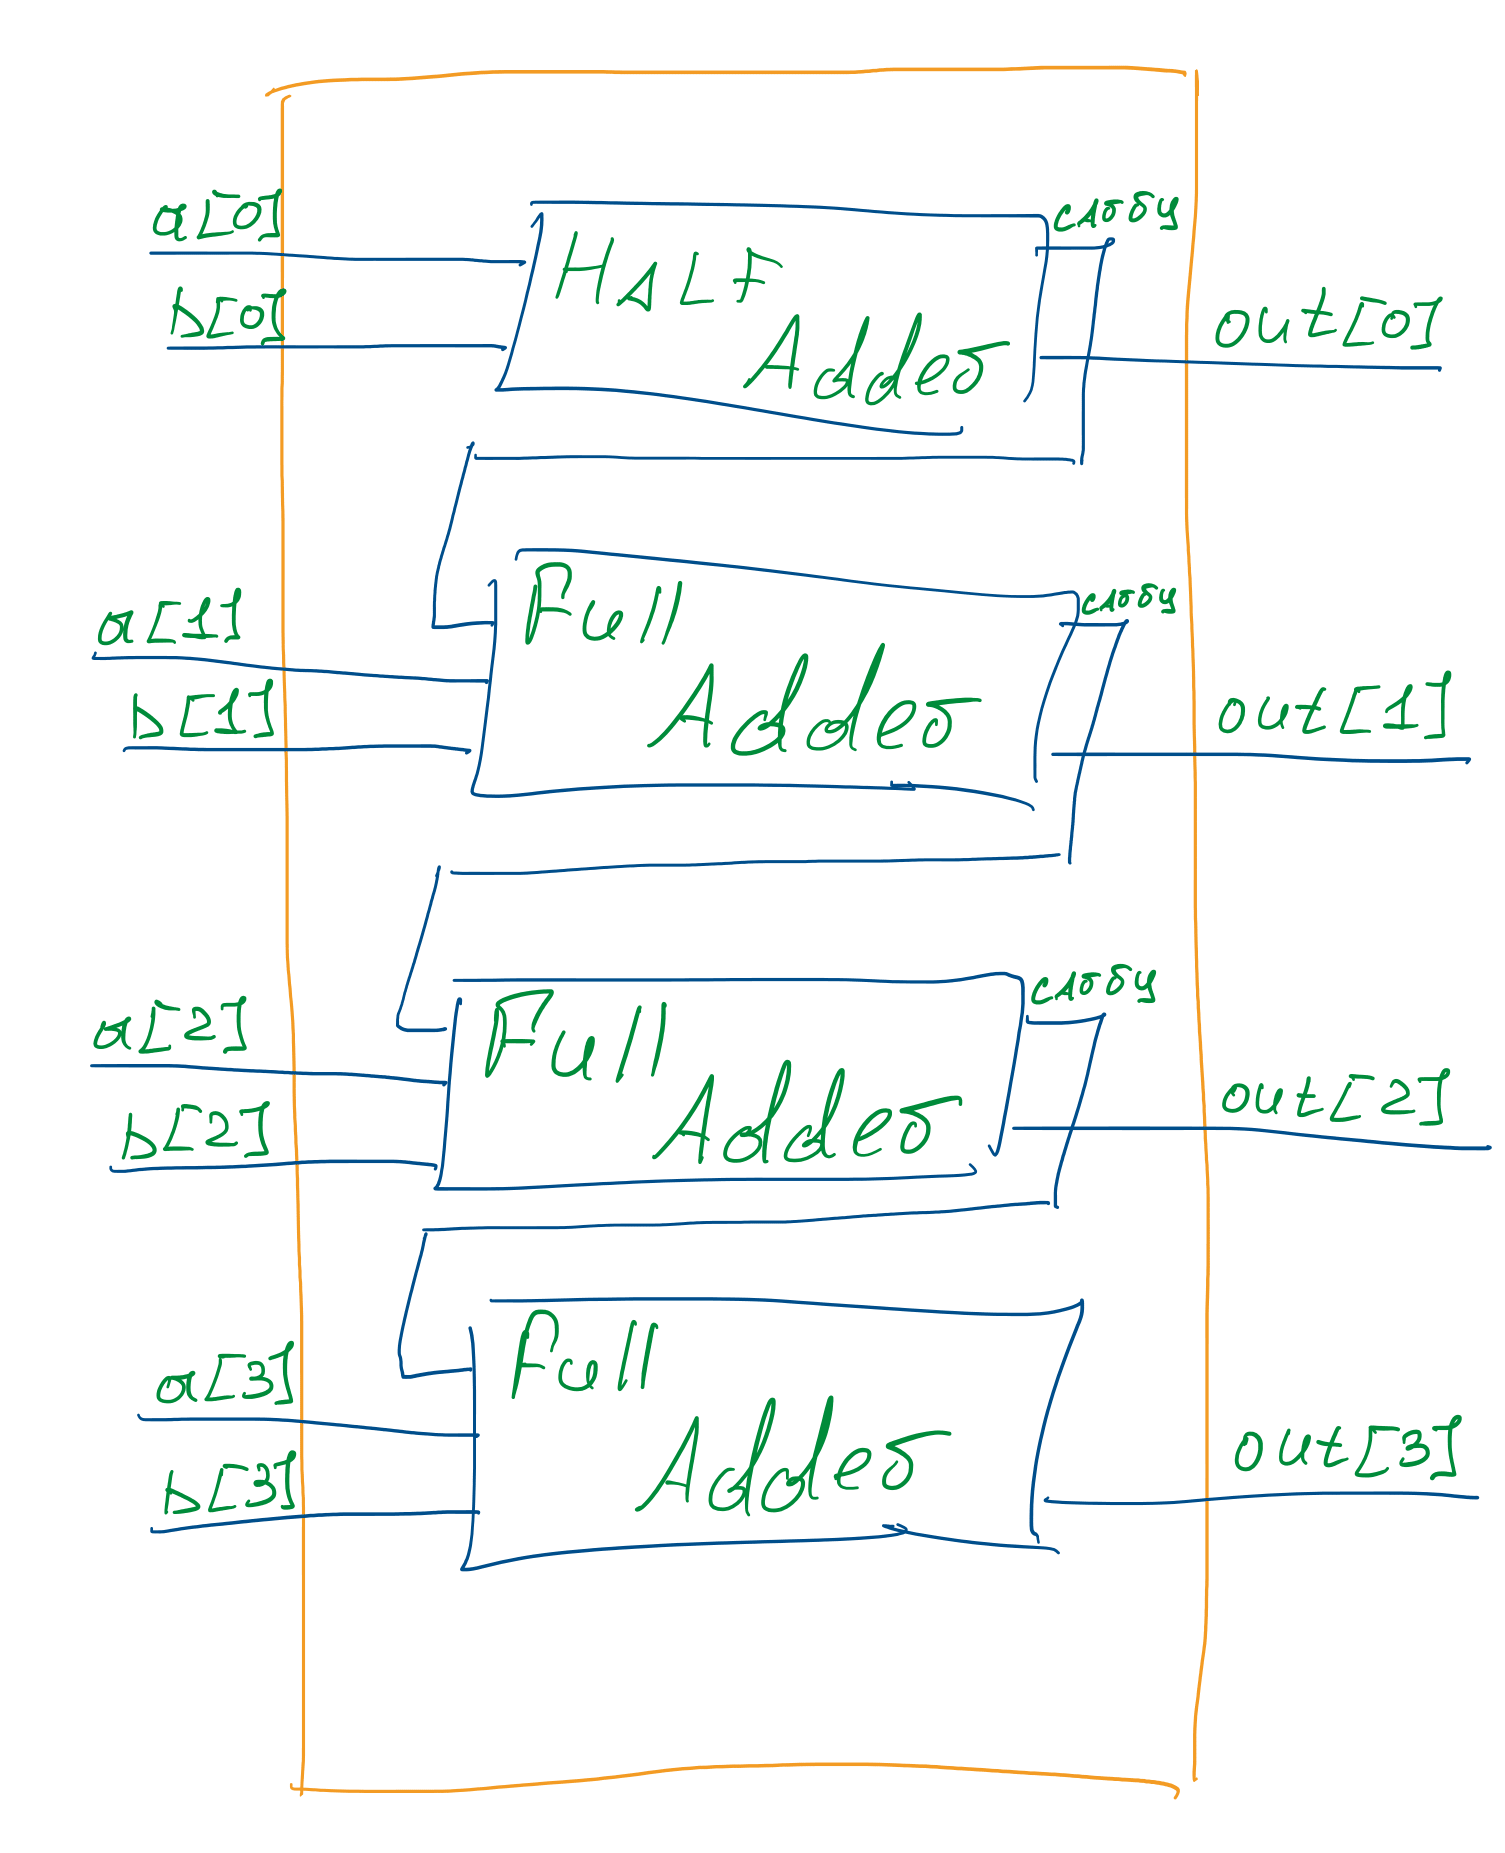 a[0]
carry
HALF
b[0]
out[0]
Adder
Full
carry
a[1]
b[1]
Adder
out[1]
carry
a[2]
Full
out[2]
b[2]
Adder
Full
a[3]
out[3]
b[3]
Adder